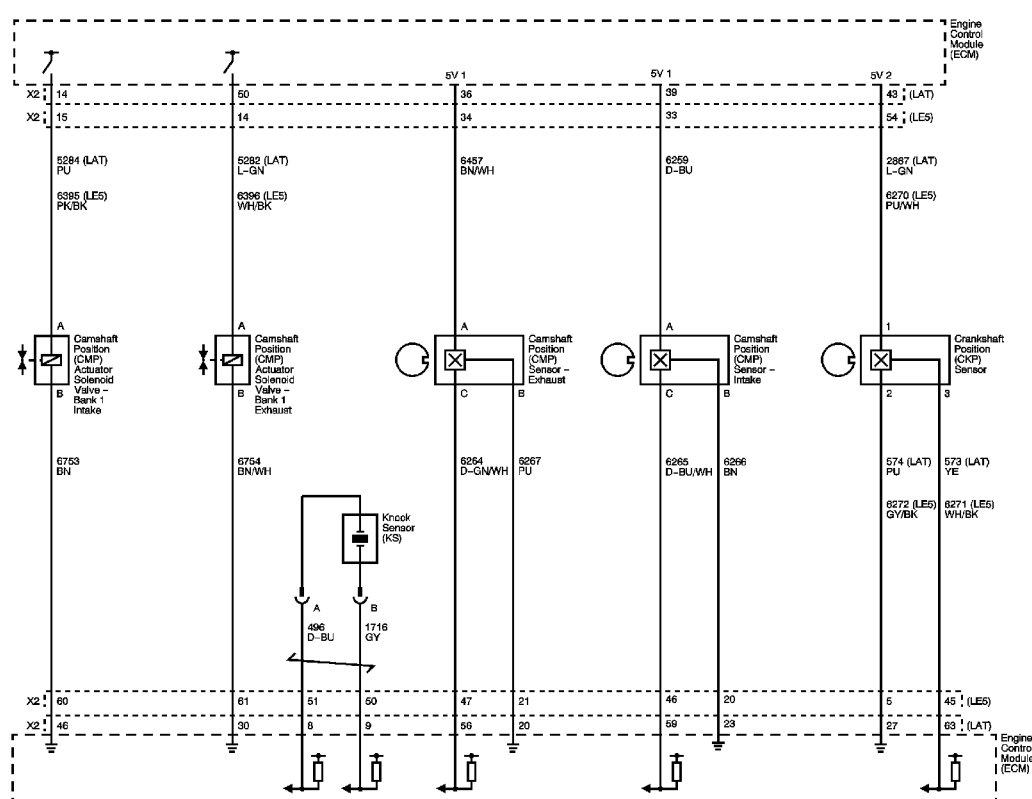 Engine
Control
Module
(ECM)
5V 1
5V 1
5V 2
X2 14 50 36 39 43 (LAT)
X2 15 14 34 33 54 (LE5)
5284 (LAT)
PU
5282 (LAT)
L-GN
6457
BN/WH
6259
D-BU
2867 (LAT)
L-GN
6395 (LE5)
PK/BK
6396 (LE5)
WH/BK
6270 (LE5)
PU/WH
A
A
A
A
1
Camshaft
Position
(CMP)
Actuator
Solenoid
Valve –
Bank 1
Intake
B
Camshaft
Position
(CMP)
Actuator
Solenoid
Valve –
Bank 1
Exhaust
B
Camshaft
Position
(CMP)
Sensor –
Exhaust
C
B
Camshaft
Position
(CMP)
Sensor –
Intake
C
B
Crankshaft
Position
(CKP)
Sensor
2
3
6753
BN
6754
BN/WH
6264
D-GN/WH
6267
PU
6265
D-BU/WH
6266
BN
574 (LAT)
PU
573 (LAT)
YE
6272 (LE5)
GY/BK
6271 (LE5)
WH/BK
Knock
Sensor
(KS)
A
B
496
D-BU
1716
GY
X2 60 61 51 50 47 21 46 20 5 45 (LE5)
X2 46 30 8 9 56 20 59 23 27 63 (LAT)
Engine
Contro
Module
(ECM)